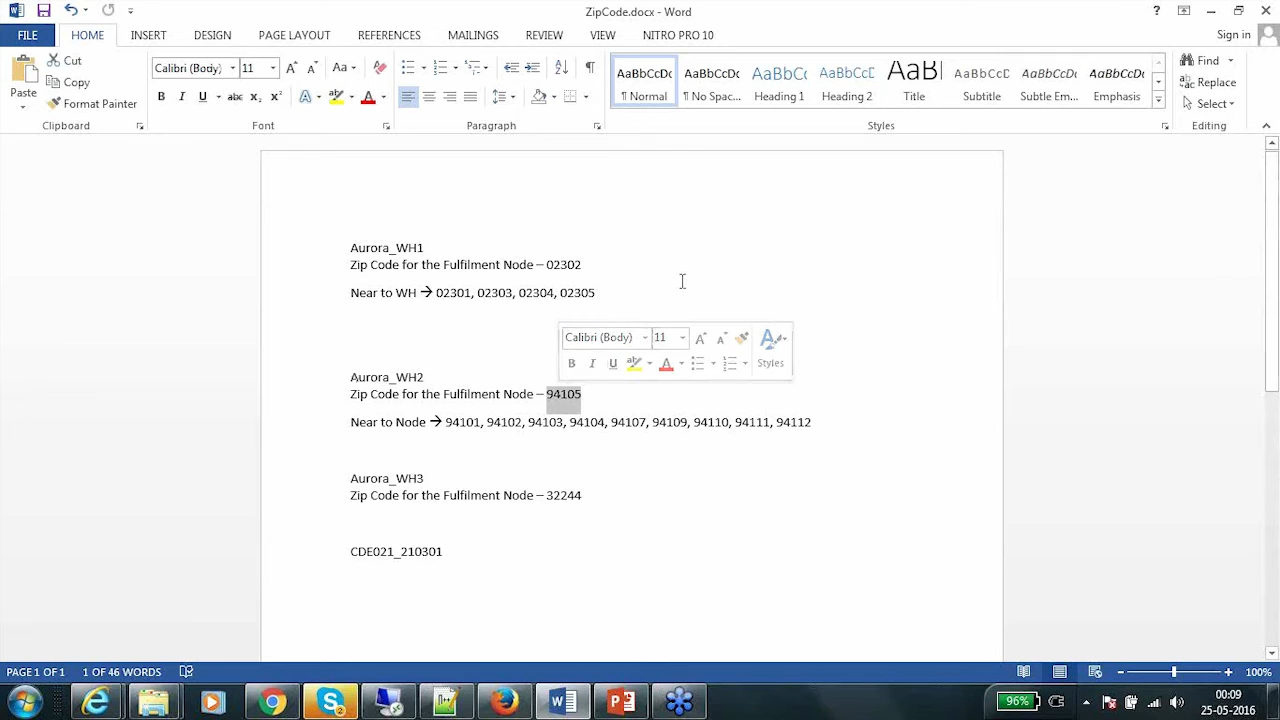 ZipCode.docx - Word
?
Sign in
FILE HOME INSERT DESIGN PAGE LAYOUT REFERENCES MAILINGS REVIEW VIEW NITRO PRO 10
Paste
Cut
Copy
Format Painter
Clipboard
Calibri (Body) 11
Aa
B I U abc x₂ x²
Font
Paragraph
AaBbCcDc AaBbCcDc AaBbCc AaBbCcC AaBl AaBbCcD AaBbCcDc AaBbCcDc
¶ Normal ¶ No Spac... Heading 1 Heading 2 Title Subtitle Subtle Em... Emphasis
Styles
Find
Replace
Select
Editing
Aurora_WH1
Zip Code for the Fulfilment Node – 02302
Near to WH → 02301, 02303, 02304, 02305
Calibri (Body) 11
B I U Styles
Aurora_WH2
Zip Code for the Fulfilment Node – 94105
Near to Node → 94101, 94102, 94103, 94104, 94107, 94109, 94110, 94111, 94112
Aurora_WH3
Zip Code for the Fulfilment Node – 32244
CDE021_210301
PAGE 1 OF 1 1 OF 46 WORDS 100%
96%
00:09
25-05-2016